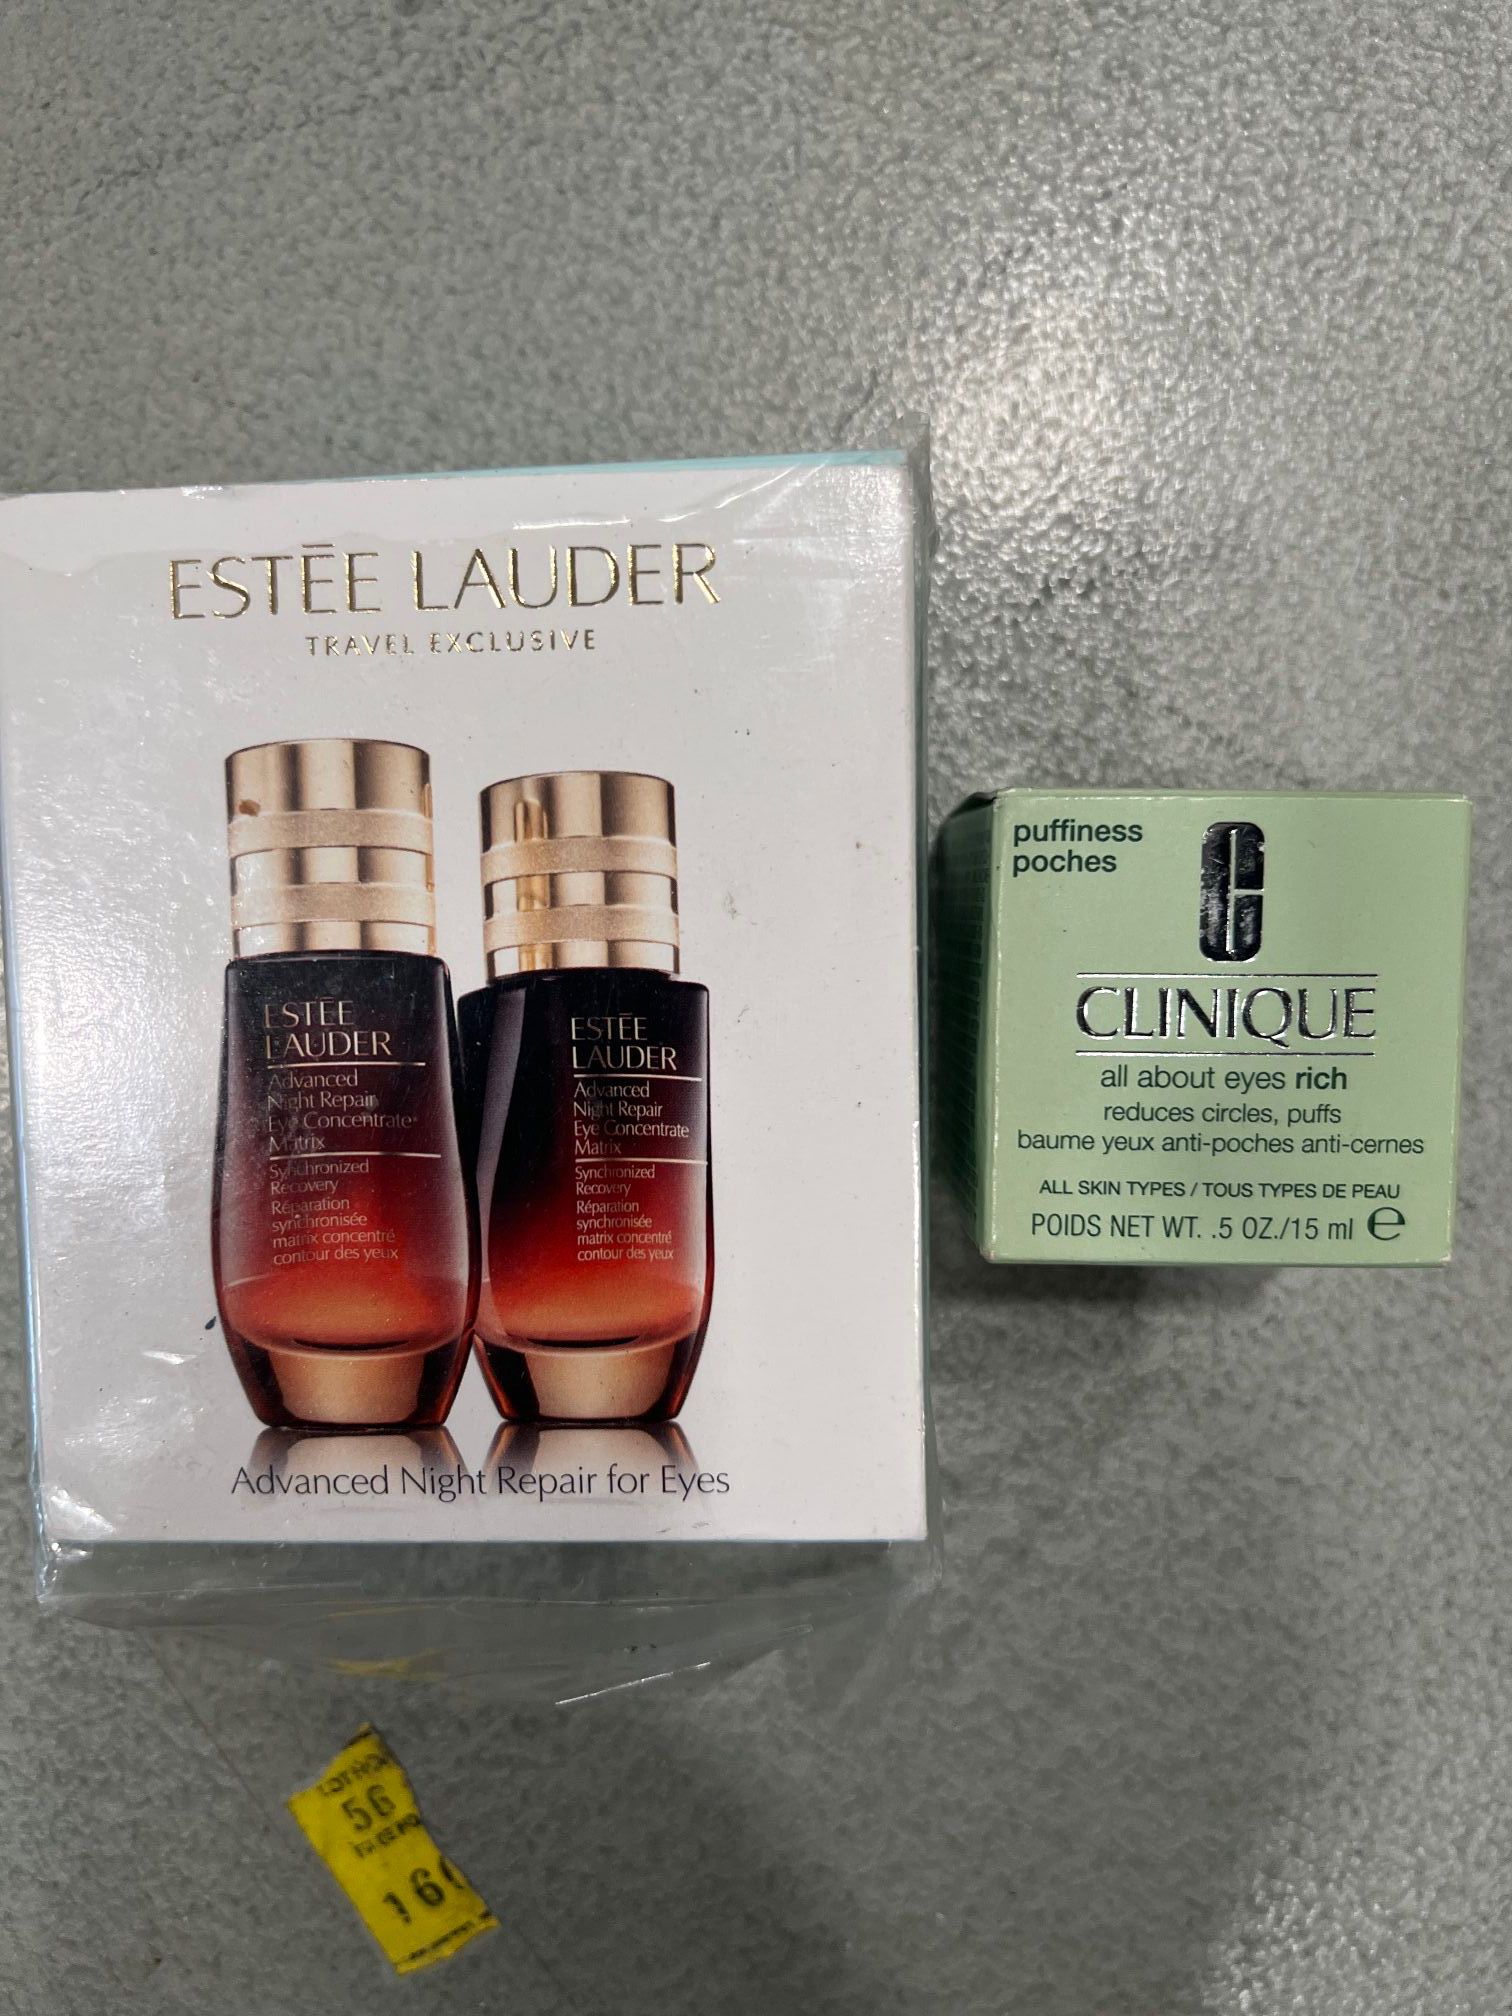 ESTĒE LAUDER
TRAVEL EXCLUSIVE
ESTĒE
LAUDER
Advanced
Night Repair
Eye Concentrate
Matrix
Synchronized
Recovery
Réparation
synchronisée
matrix concentré
contour des yeux
ESTĒE
LAUDER
Advanced
Night Repair
Eye Concentrate
Matrix
Synchronized
Recovery
Réparation
synchronisée
matrix concentré
contour des yeux
Advanced Night Repair for Eyes
puffiness
poches
CLINIQUE
all about eyes rich
reduces circles, puffs
baume yeux anti-poches anti-cernes
ALL SKIN TYPES / TOUS TYPES DE PEAU
POIDS NET WT. .5 OZ./15 ml e
5G